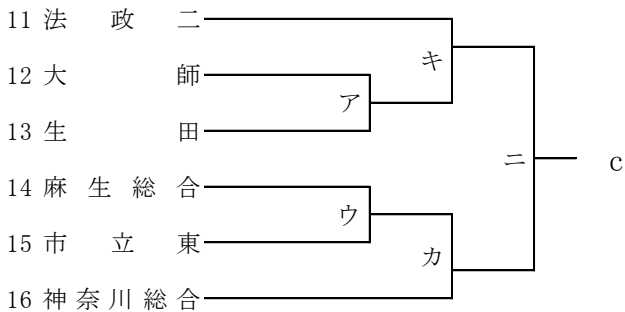 11 法政二
キ
12 大師
ア
13 生田
ニ c
14 麻生総合
ウ
15 市立東
カ
16 神奈川総合